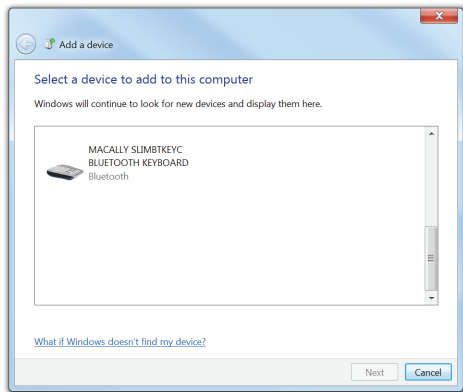 Add a device
Select a device to add to this computer
Windows will continue to look for new devices and display them here.
MACALLY SLIMBTKEYC
BLUETOOTH KEYBOARD
Bluetooth
What if Windows doesn't find my device?
Next
Cancel